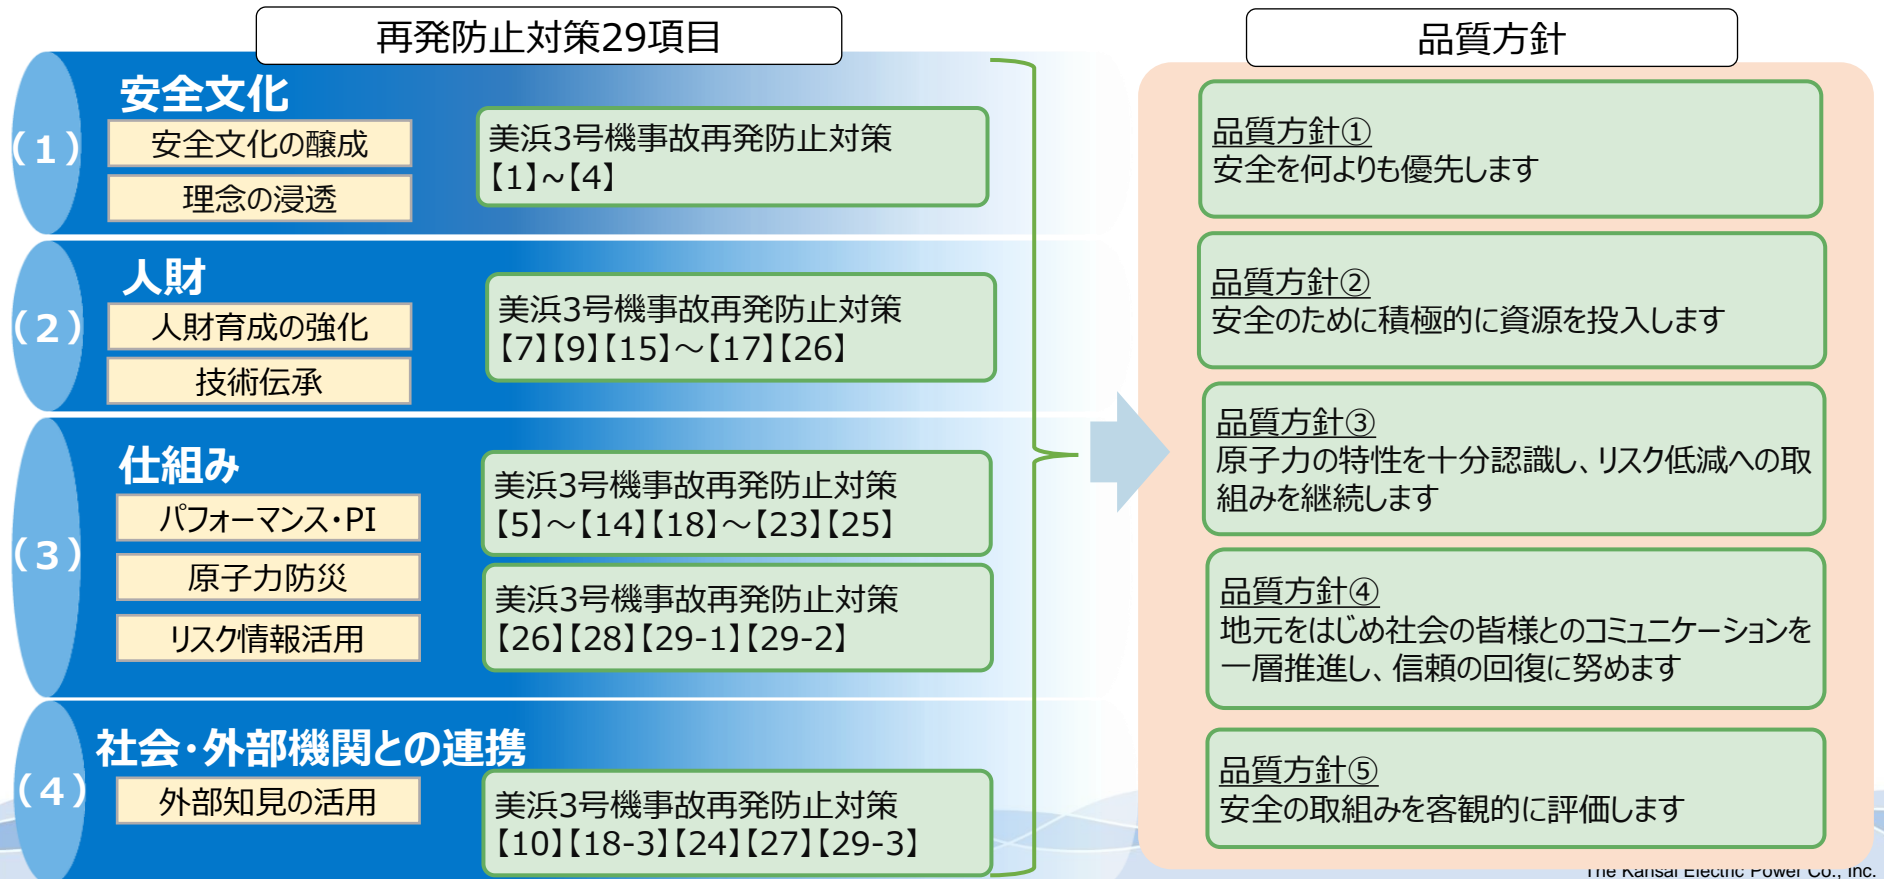 再発防止対策29項目
(1)
安全文化
安全文化の醸成
理念の浸透
美浜3号機事故再発防止対策
【1】~【4】
(2)
人財
人財育成の強化
技術伝承
美浜3号機事故再発防止対策
【7】【9】【15】～【17】【26】
(3)
仕組み
パフォーマンス・PI
原子力防災
リスク情報活用
美浜3号機事故再発防止対策
【5】～【14】【18】～【23】【25】
美浜3号機事故再発防止対策
【26】【28】【29-1】【29-2】
(4)
社会・外部機関との連携
外部知見の活用
美浜3号機事故再発防止対策
【10】【18-3】【24】【27】【29-3】
品質方針
品質方針①
安全を何よりも優先します
品質方針②
安全のために積極的に資源を投入します
品質方針③
原子力の特性を十分認識し、リスク低減への取
組みを継続します
品質方針④
地元をはじめ社会の皆様とのコミュニケーションを
一層推進し、信頼の回復に努めます
品質方針⑤
安全の取組みを客観的に評価します
The Kansai Electric Power Co., Inc.